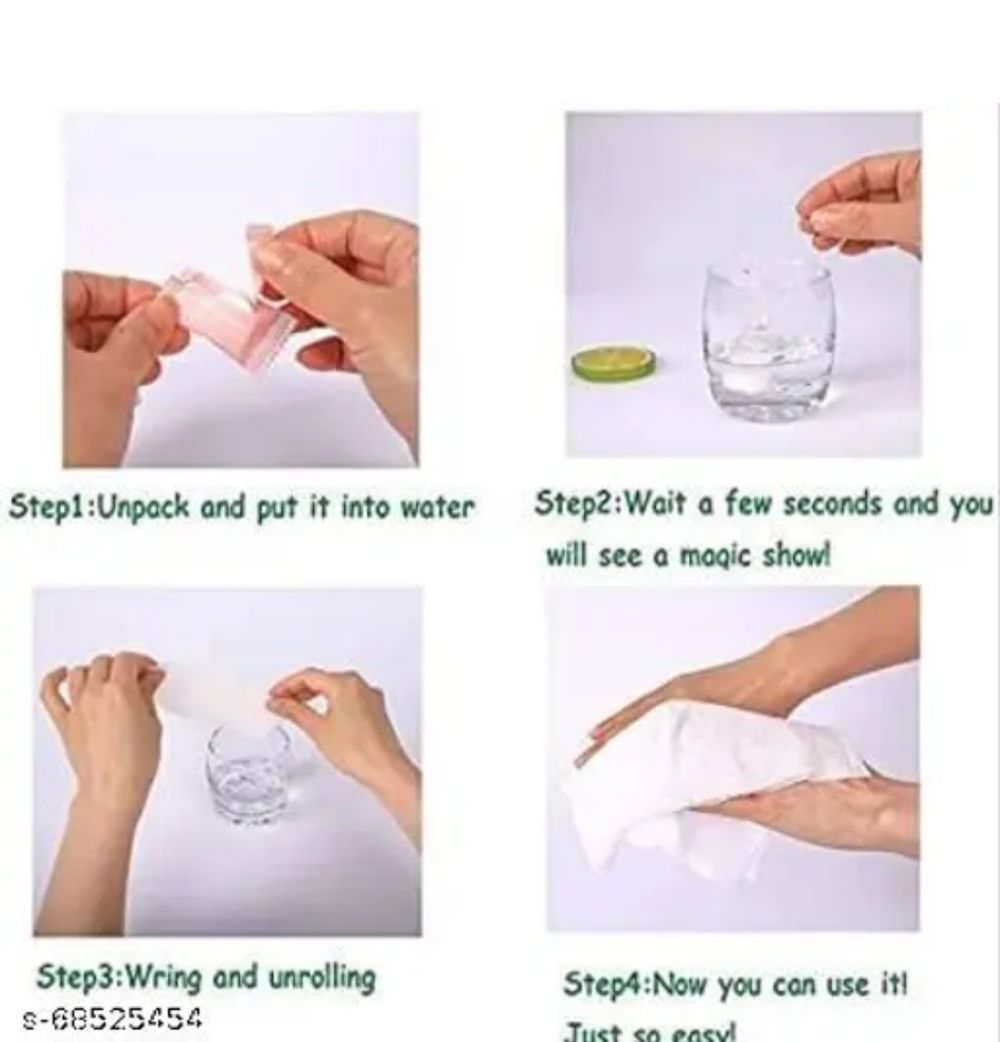 Step1:Unpack and put it into water
Step2:Wait a few seconds and you
will see a magic show!
Step3:Wring and unrolling
Step4:Now you can use it!
Just so easy!
s-68525454